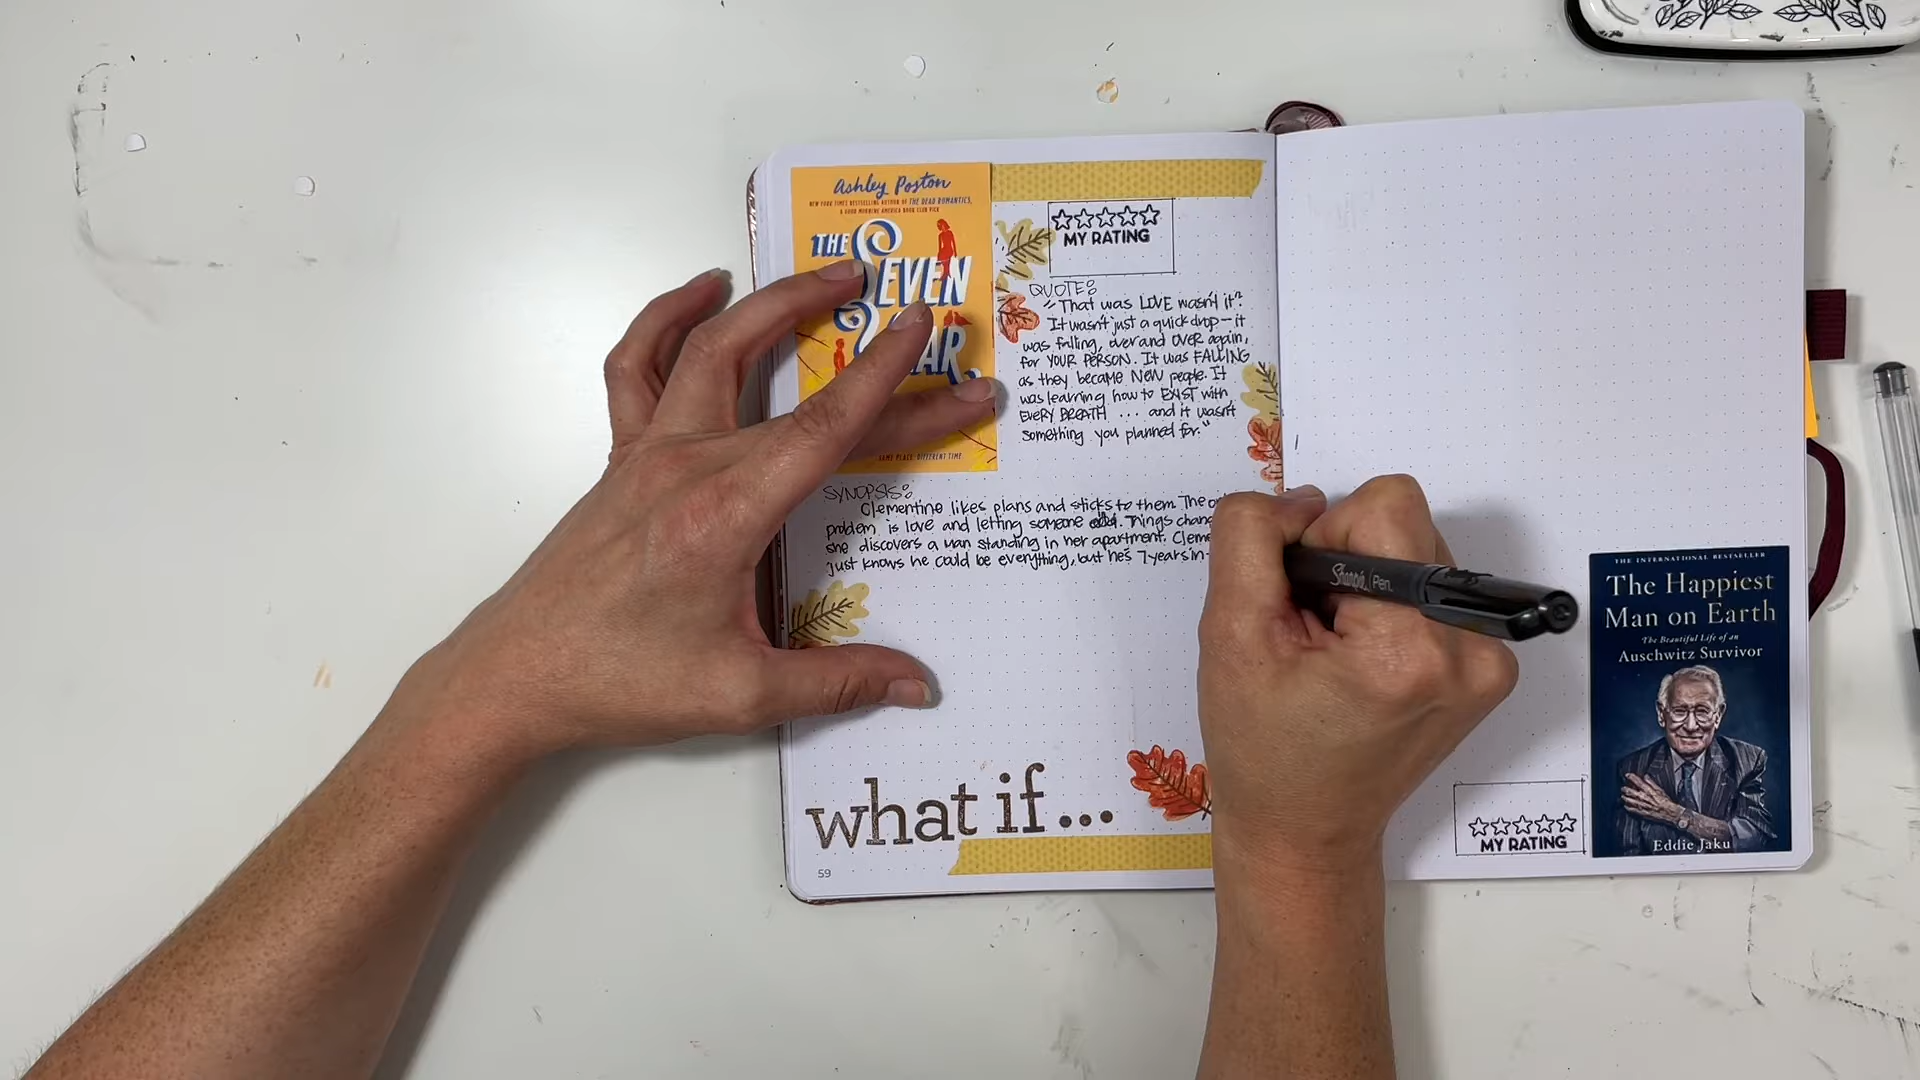 Ashley Poston
NEW YORK TIMES BESTSELLING AUTHOR OF THE DEAD ROMANTICS,
A GOOD MORNING AMERICA BOOK CLUB PICK
THE
SEVEN
SAME PLACE. DIFFERENT TIME.
MY RATING
QUOTE:
"That was LOVE wasn't it?
It wasn't just a quick drop—it
was falling, over and OVER again,
for YOUR PERSON. It was FALLING
as they became NEW people. It
was learning how to EXIST with
EVERY BREATH ... and it wasn't
something you planned for."
SYNOPSIS:
Clementine likes plans and sticks to them. The
problem is love and letting someone. Things
she discovers a man standing in her apartment.
just knows he could be everything, but he's 7 years in
what if...
59
THE INTERNATIONAL BESTSELLER
The Happiest
Man on Earth
The Beautiful Life of an
Auschwitz Survivor
Eddie Jaku
MY RATING
Sharpie Pen.